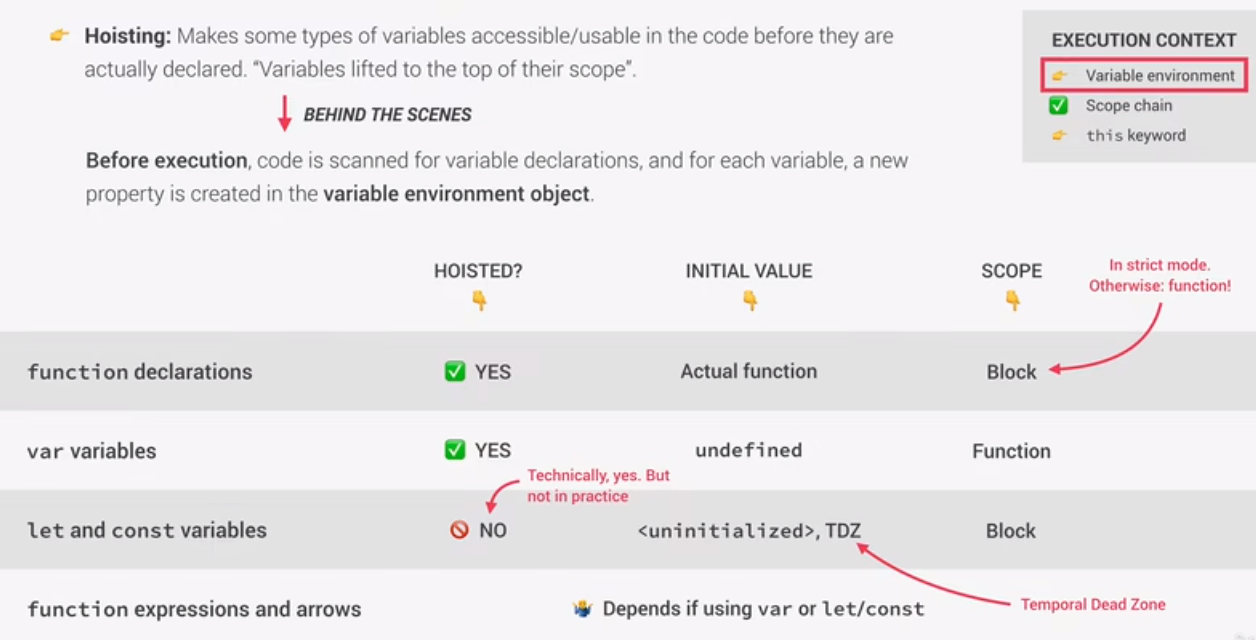 Hoisting: Makes some types of variables accessible/usable in the code before they are
actually declared. “Variables lifted to the top of their scope”.
BEHIND THE SCENES
Before execution, code is scanned for variable declarations, and for each variable, a new
property is created in the variable environment object.
EXECUTION CONTEXT
Variable environment
Scope chain
this keyword
HOISTED?
INITIAL VALUE
SCOPE
In strict mode.
Otherwise: function!
function declarations
YES
Actual function
Block
var variables
YES
undefined
Function
Technically, yes. But
not in practice
let and const variables
NO
<uninitialized>, TDZ
Block
Temporal Dead Zone
function expressions and arrows
Depends if using var or let/const